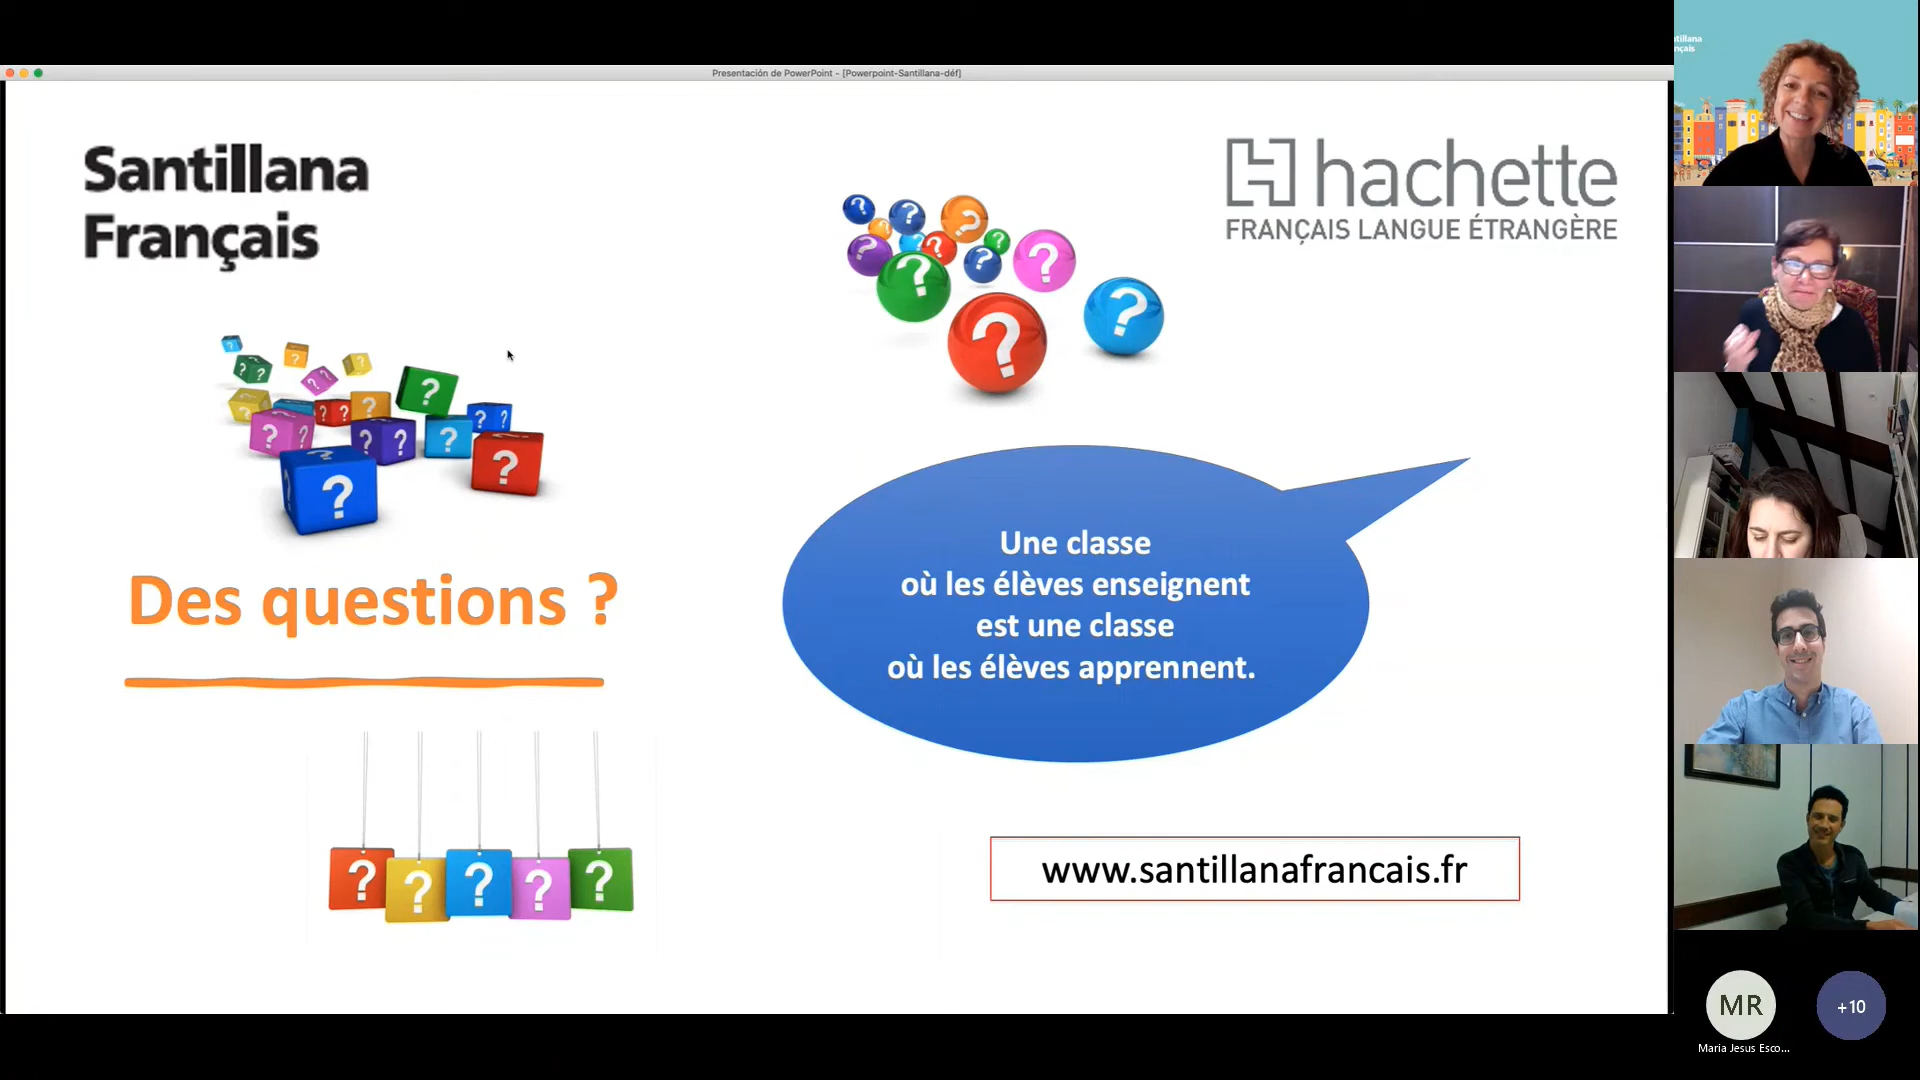 Presentación de PowerPoint - [Powerpoint-Santillana-déf]
Santillana
Français
hachette
FRANÇAIS LANGUE ÉTRANGÈRE
Des questions ?
Une classe
où les élèves enseignent
est une classe
où les élèves apprennent.
www.santillanafrancais.fr
MR
+10
Maria Jesus Esco...